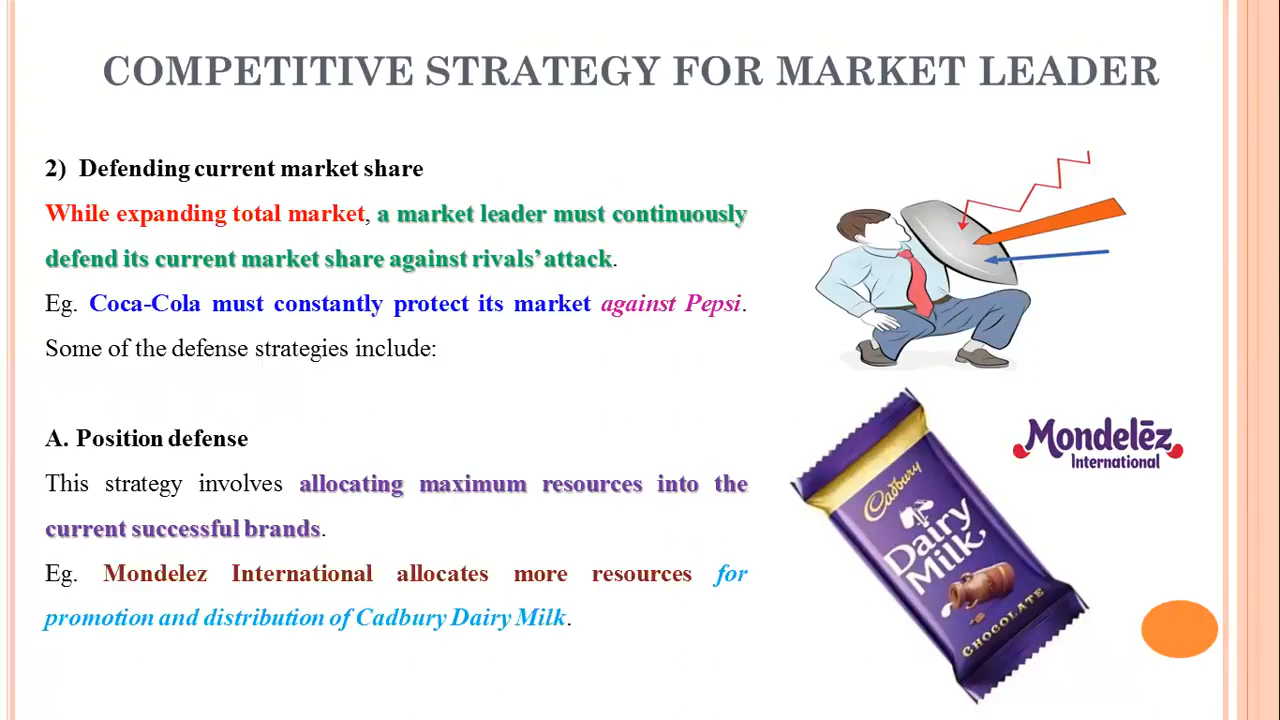 COMPETITIVE STRATEGY FOR MARKET LEADER
2) Defending current market share
While expanding total market, a market leader must continuously
defend its current market share against rivals' attack.
Eg. Coca-Cola must constantly protect its market against Pepsi.
Some of the defense strategies include:
A. Position defense
This strategy involves allocating maximum resources into the
current successful brands.
Eg. Mondelez International allocates more resources for
promotion and distribution of Cadbury Dairy Milk.
Mondelēz
International
Cadbury
Dairy
Milk
CHOCOLATE